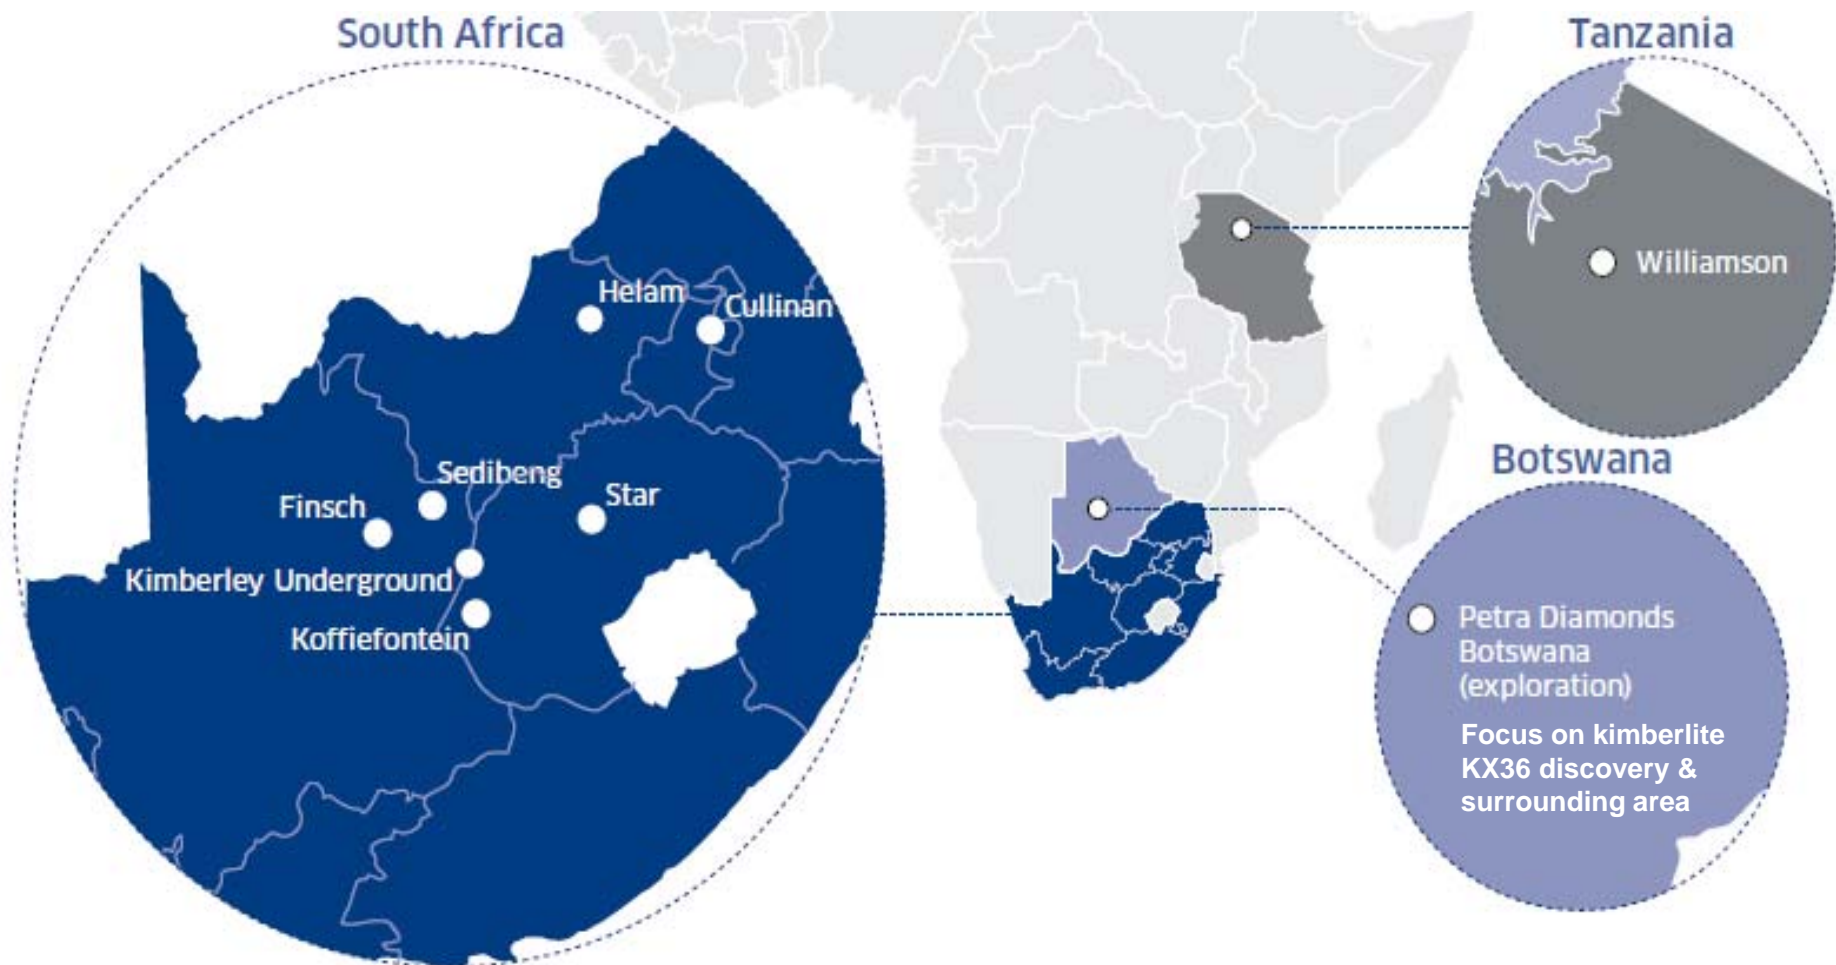 South Africa
Helam
Cullinan
Sedibeng
Finsch
Star
Kimberley Underground
Koffiefontein
Tanzania
Williamson
Botswana
Petra Diamonds
Botswana
(exploration)
Focus on kimberlite
KX36 discovery &
surrounding area